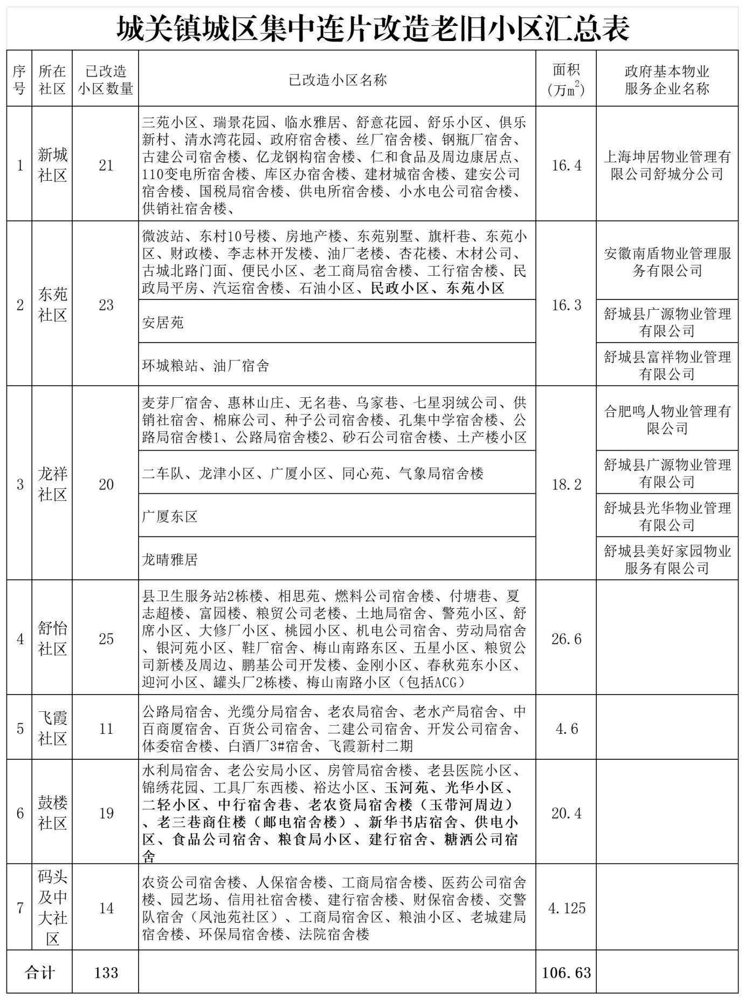 城关镇城区集中连片改造老旧小区汇总表
序号
所在社区
已改造
小区数量
已改造小区名称
面积
(万m²)
政府基本物业
服务企业名称
1
新城社区
21
三苑小区、瑞景花园、临水雅居、舒意花园、舒乐小区、俱乐
新村、清水湾花园、政府宿舍楼、丝厂宿舍楼、钢瓶厂宿舍、
古建公司宿舍楼、亿龙钢构宿舍楼、仁和食品及周边康居点、
110变电所宿舍楼、库区办宿舍楼、建材城宿舍楼、建安公司
宿舍楼、国税局宿舍楼、供电所宿舍楼、小水电公司宿舍楼、
供销社宿舍楼、
16.4
上海坤居物业管理有
限公司舒城分公司
2
东苑社区
23
微波站、东村10号楼、房地产楼、东苑别墅、旗杆巷、东苑小
区、财政楼、李志林开发楼、油厂老楼、杏花楼、木材公司、
古城北路门面、便民小区、老工商局宿舍楼、工行宿舍楼、民
政局平房、汽运宿舍楼、石油小区、民政小区、东苑小区
16.3
安徽南盾物业管理服
务有限公司
安居苑
舒城县广源物业管理
有限公司
环城粮站、油厂宿舍
舒城县富祥物业管理
有限公司
3
龙祥社区
20
麦芽厂宿舍、惠林山庄、无名巷、乌家巷、七星羽绒公司、供
销社宿舍、棉麻公司、种子公司宿舍楼、孔集中学宿舍楼、公
路局宿舍楼1、公路局宿舍楼2、砂石公司宿舍楼、土产楼小区
18.2
合肥鸣人物业管理有
限公司
二车队、龙津小区、广厦小区、同心苑、气象局宿舍楼
舒城县广源物业管理
有限公司
广厦东区
舒城县光华物业管理
有限公司
龙晴雅居
舒城县美好家园物业
服务有限公司
4
舒怡社区
25
县卫生服务站2栋楼、相思苑、燃料公司宿舍楼、付塘巷、夏
志超楼、富园楼、粮贸公司老楼、土地局宿舍、警苑小区、舒
席小区、大修厂小区、桃园小区、机电公司宿舍、劳动局宿舍
、银河苑小区、鞋厂宿舍、梅山南路东区、五星小区、粮贸公
司新楼及周边、鹏基公司开发楼、金刚小区、春秋苑东小区、
迎河小区、罐头厂2栋楼、梅山南路小区（包括ACG）
26.6
5
飞霞社区
11
公路局宿舍、光缆分局宿舍、老农局宿舍、老水产局宿舍、中
百商厦宿舍、百货公司宿舍、二建公司宿舍、开发公司宿舍、
体委宿舍楼、白酒厂3#宿舍、飞霞新村二期
4.6
6
鼓楼社区
19
水利局宿舍、老公安局小区、房管局宿舍楼、老县医院小区、
锦绣花园、工具厂东西楼、裕达小区、玉河苑、光华小区、
二轻小区、中行宿舍巷、老农资局宿舍楼（玉带河周边）
、老三巷商住楼（邮电宿舍楼）、新华书店宿舍、供电小
区、食品公司宿舍、粮食局小区、建行宿舍、糖洒公司宿
舍
20.4
7
码头及中大社区
14
农资公司宿舍楼、人保宿舍楼、工商局宿舍楼、医药公司宿舍
楼、园艺场、信用社宿舍楼、建行宿舍楼、财保宿舍楼、交警
队宿舍（凤池苑社区）、工商局宿舍区、粮油小区、老城建局
宿舍楼、环保局宿舍楼、法院宿舍楼
4.125
合计
133
106.63